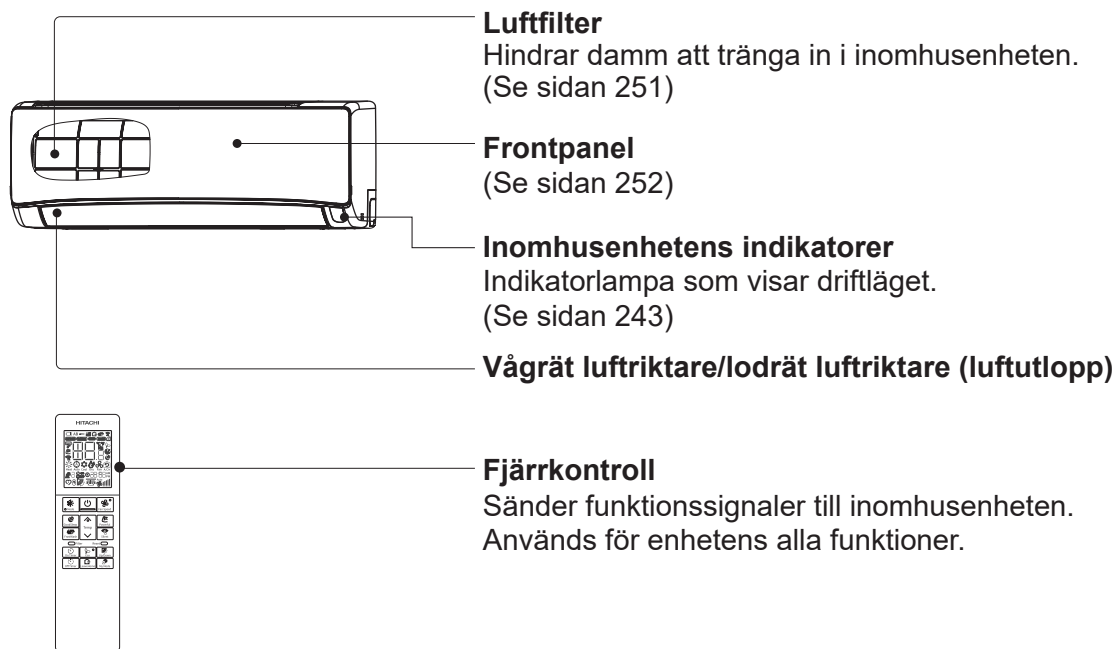 Luftfilter
Hindrar damm att tränga in i inomhusenheten.
(Se sidan 251)
Frontpanel
(Se sidan 252)
Inomhusenhetens indikatorer
Indikatorlampa som visar driftläget.
(Se sidan 243)
Vågrät luftriktare/lodrät luftriktare (luftutlopp)
HITACHI
Fjärrkontroll
Sänder funktionssignaler till inomhusenheten.
Används för enhetens alla funktioner.